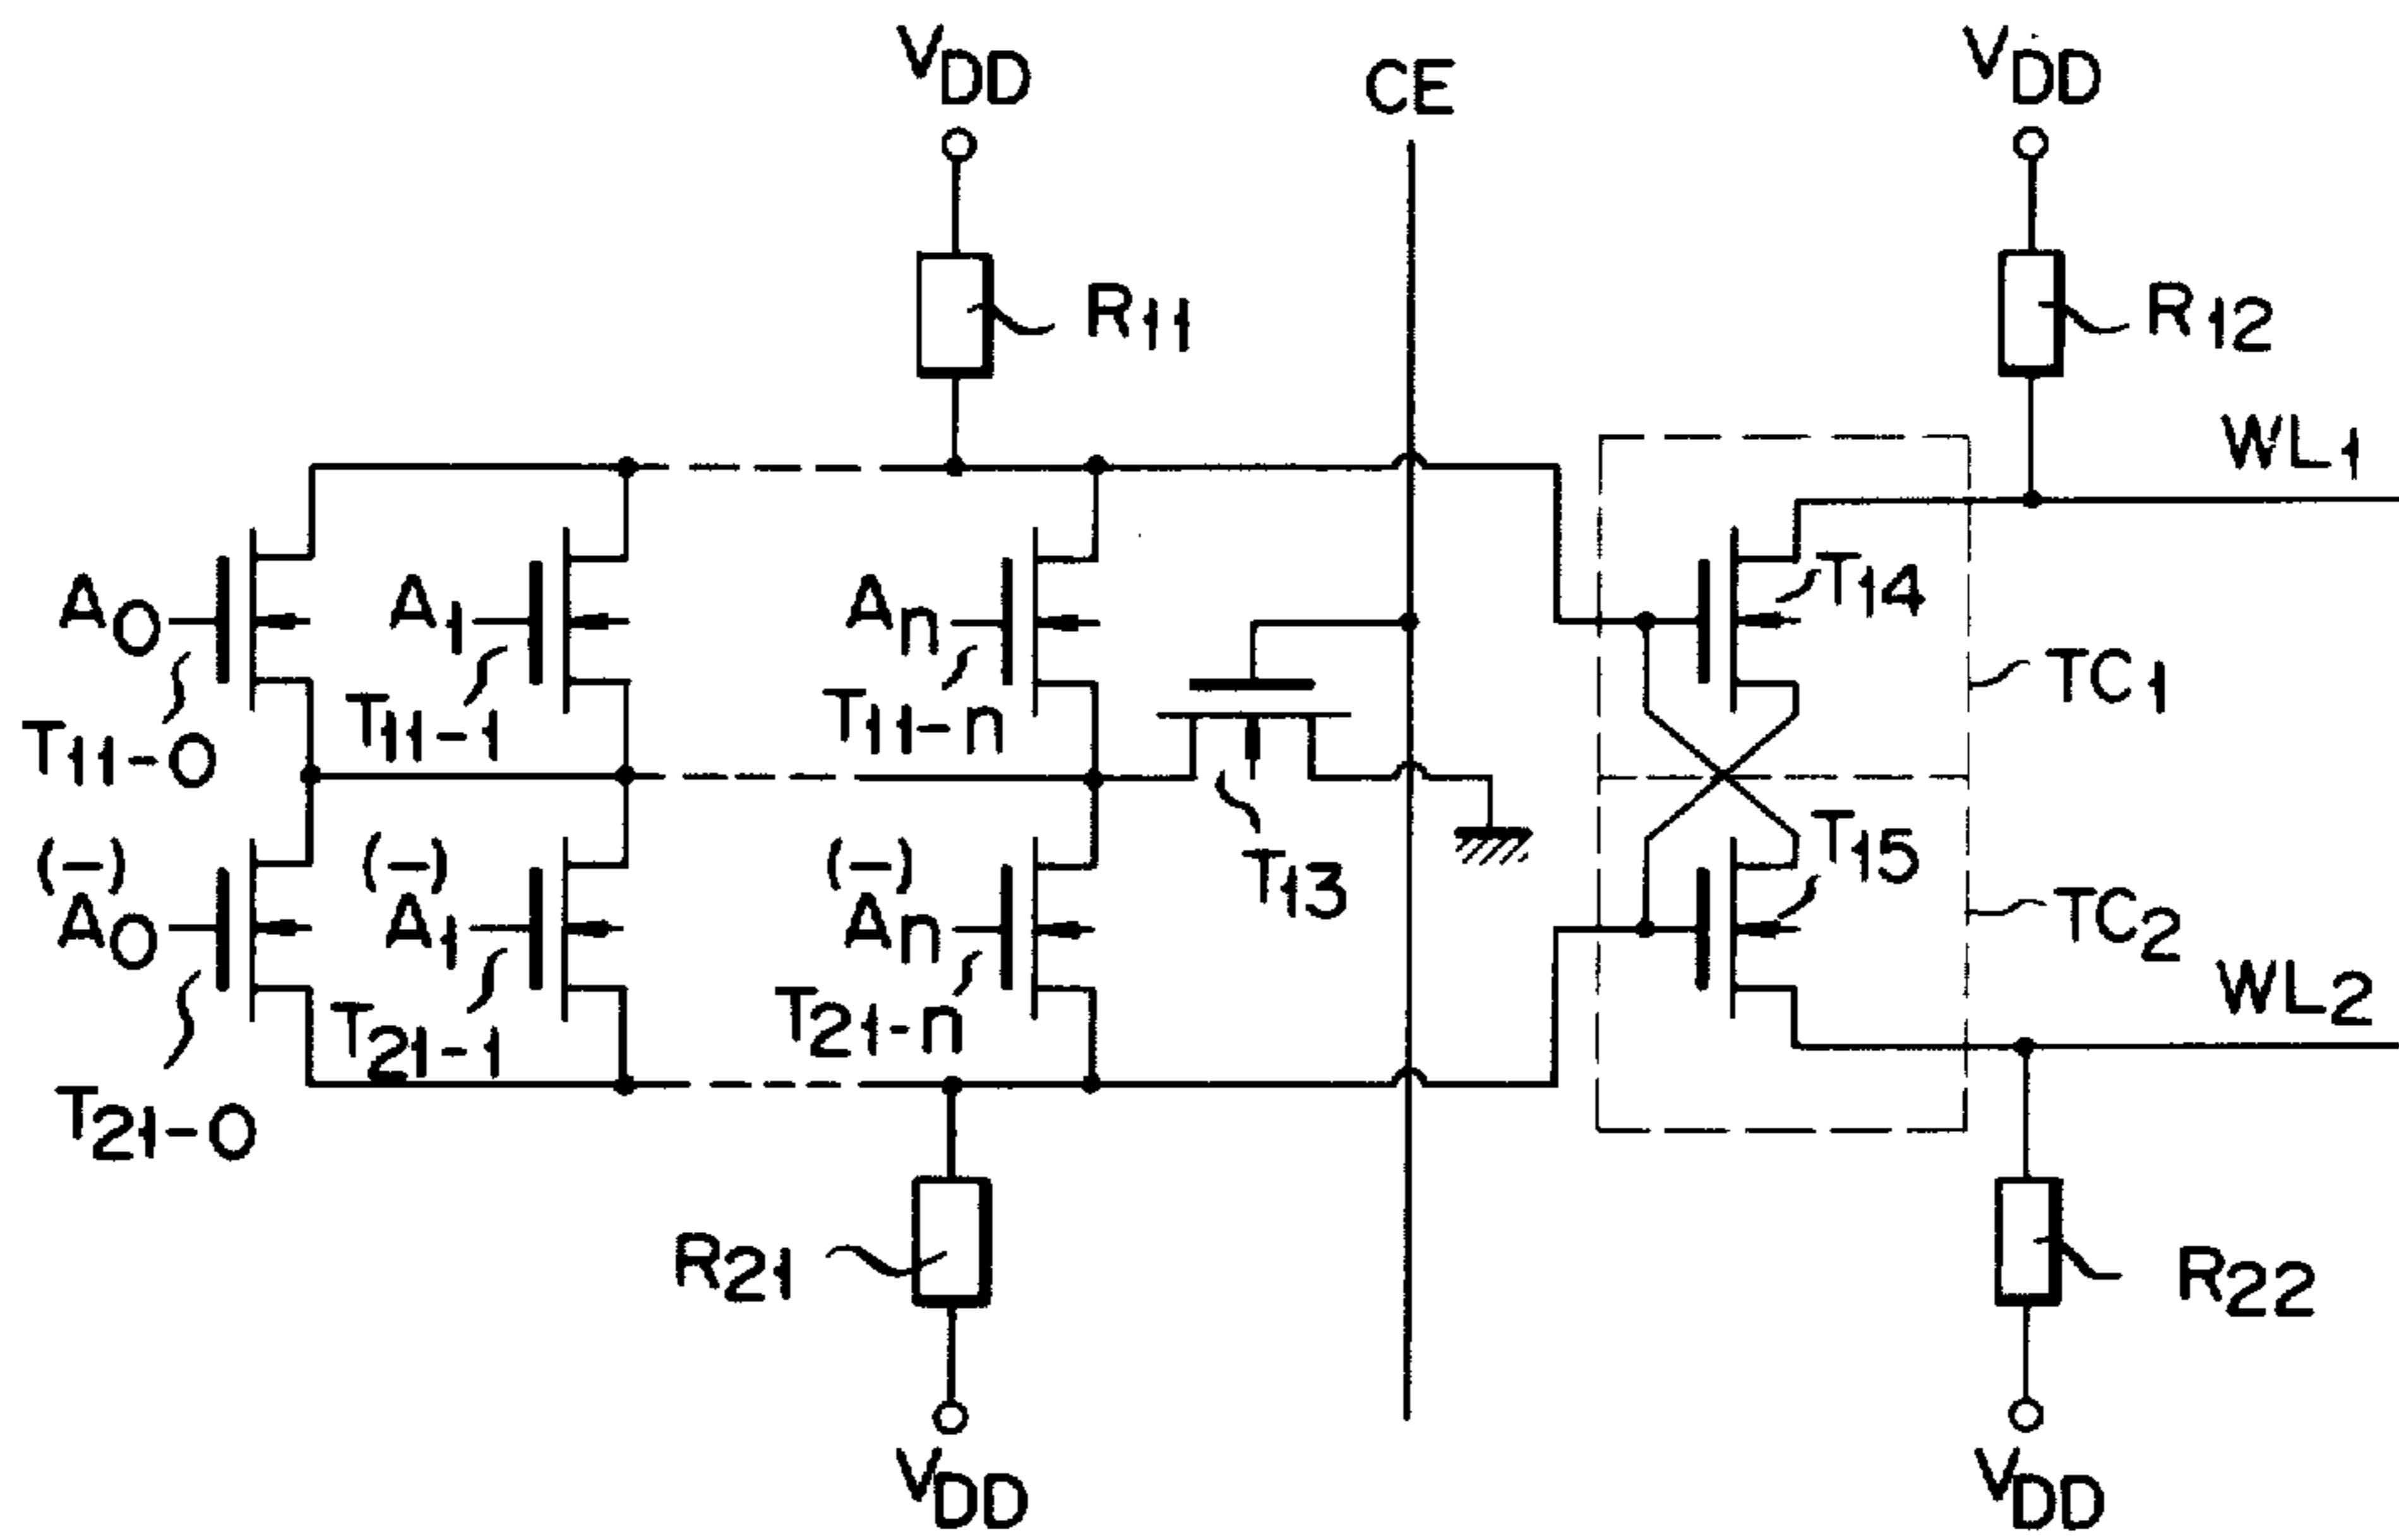 VDD
CE
VDD
R11
R12
WL1
A0
A1
An
T14
T11-0
T11-1
T11-n
TC1
(–)
A0
(–)
A1
(–)
An
T13
T15
TC2
T21-0
T21-1
T21-n
WL2
R21
R22
VDD
VDD